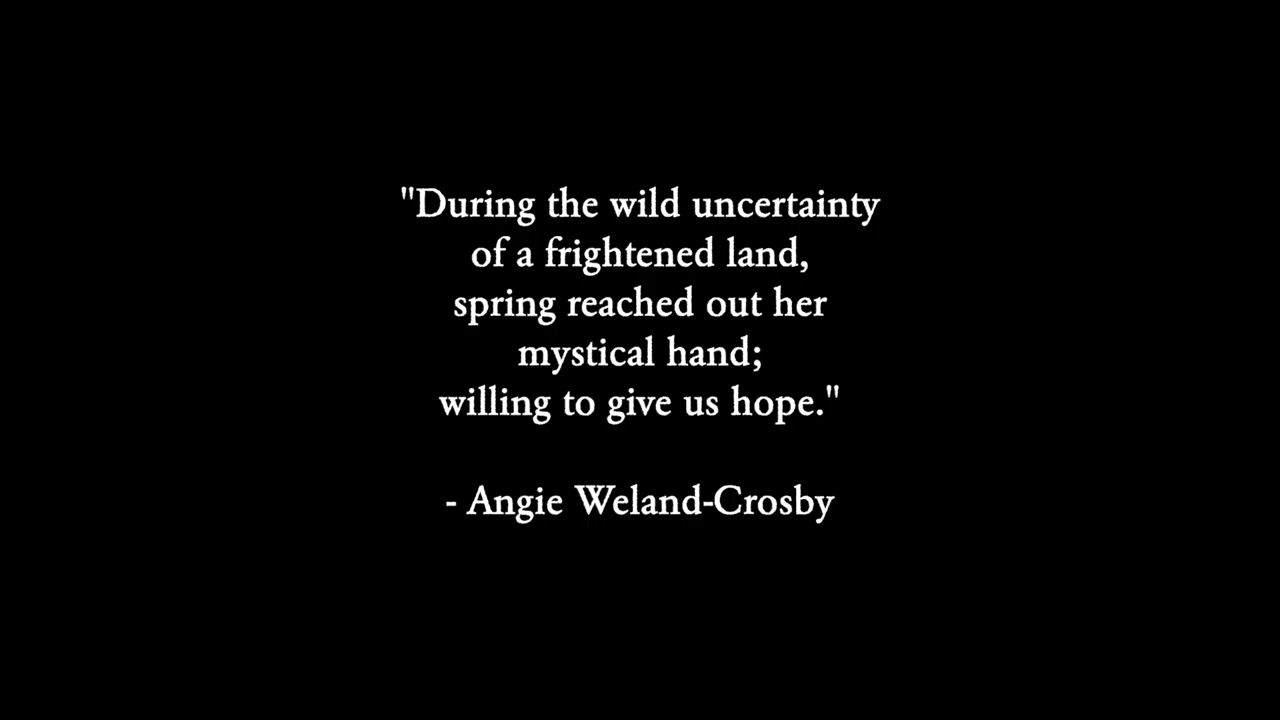 "During the wild uncertainty
of a frightened land,
spring reached out her
mystical hand;
willing to give us hope."
- Angie Weland-Crosby